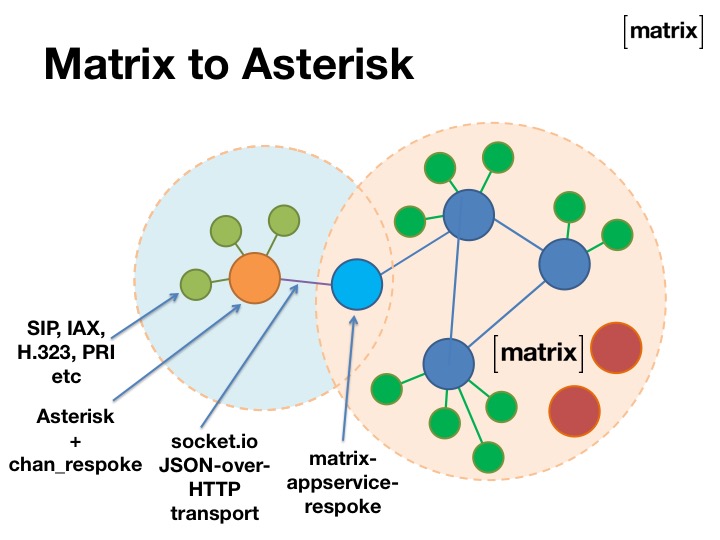 [matrix]
Matrix to Asterisk
[matrix]
SIP, IAX,
H.323, PRI
etc
Asterisk
+
chan_respoke
socket.io
JSON-over-
HTTP
transport
matrix-
appservice-
respoke